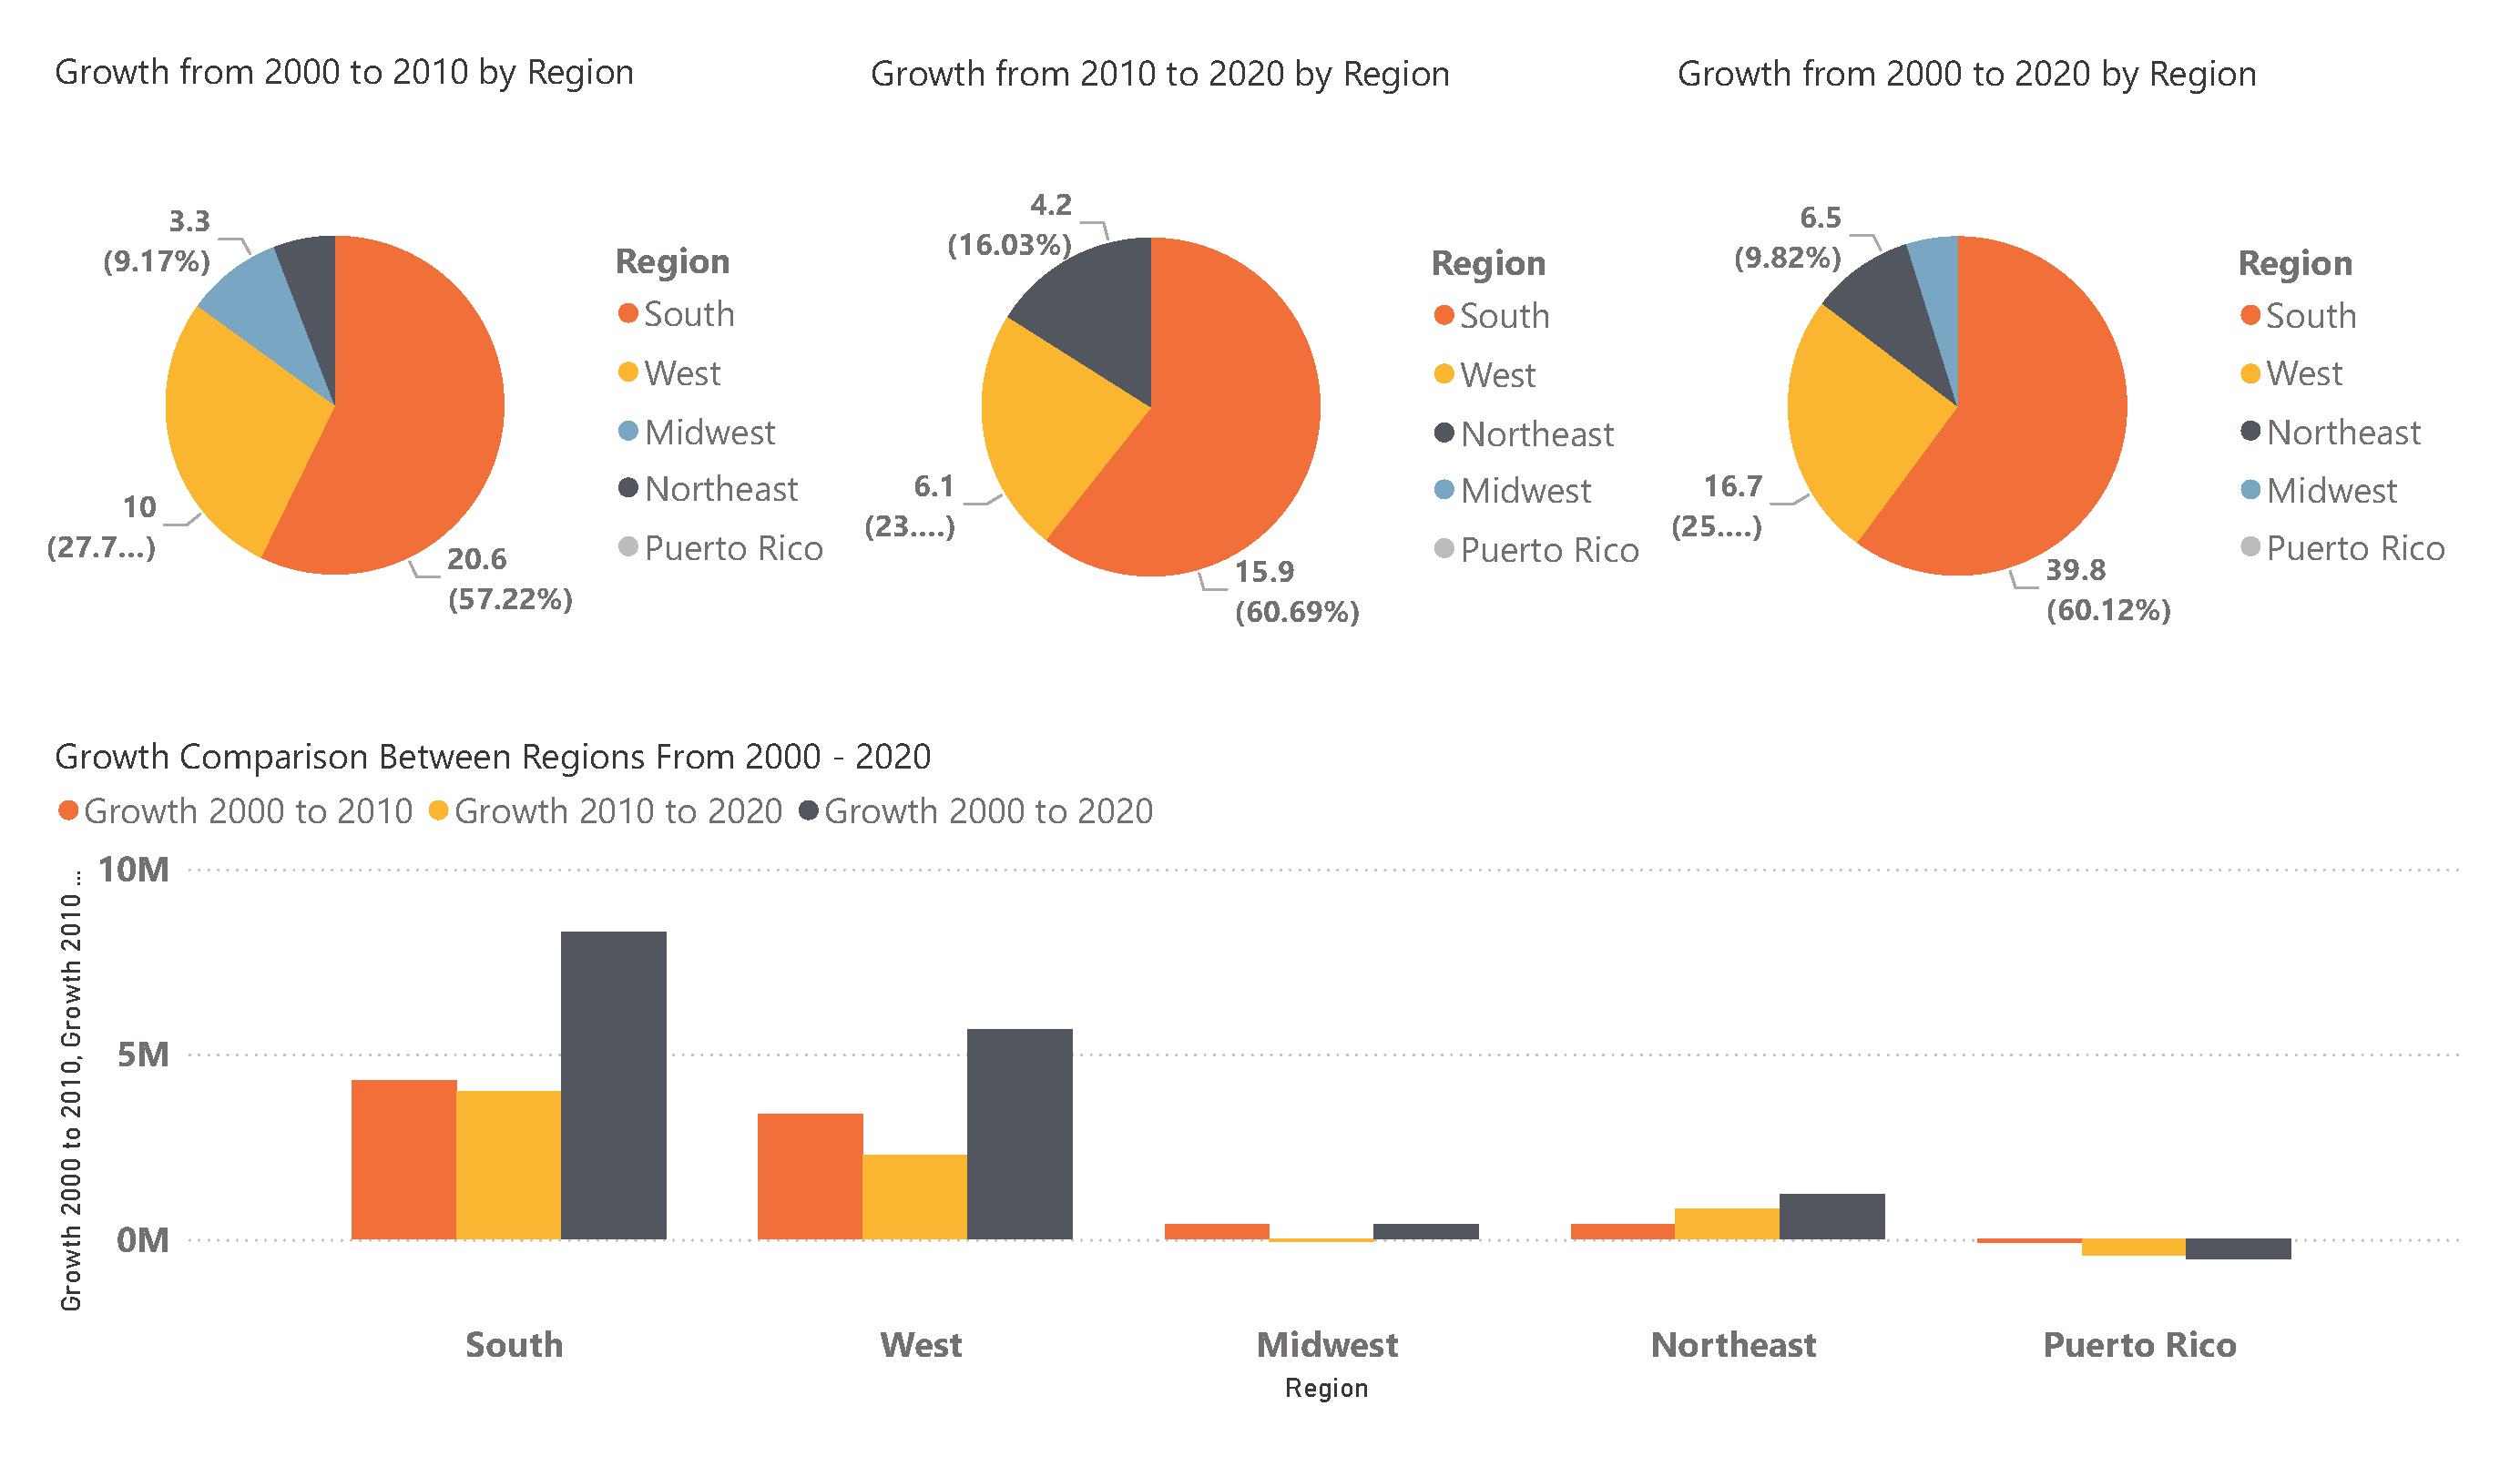 Growth from 2000 to 2010 by Region
3.3
(9.17%)
10
(27.7...)
20.6
(57.22%)
Region
South
West
Midwest
Northeast
Puerto Rico
Growth from 2010 to 2020 by Region
4.2
(16.03%)
6.1
(23....)
15.9
(60.69%)
Region
South
West
Northeast
Midwest
Puerto Rico
Growth from 2000 to 2020 by Region
6.5
(9.82%)
16.7
(25....)
39.8
(60.12%)
Region
South
West
Northeast
Midwest
Puerto Rico
Growth Comparison Between Regions From 2000 - 2020
Growth 2000 to 2010 Growth 2010 to 2020 Growth 2000 to 2020
Growth 2000 to 2010, Growth 2010 ...
10M
5M
0M
South West Midwest Northeast Puerto Rico
Region